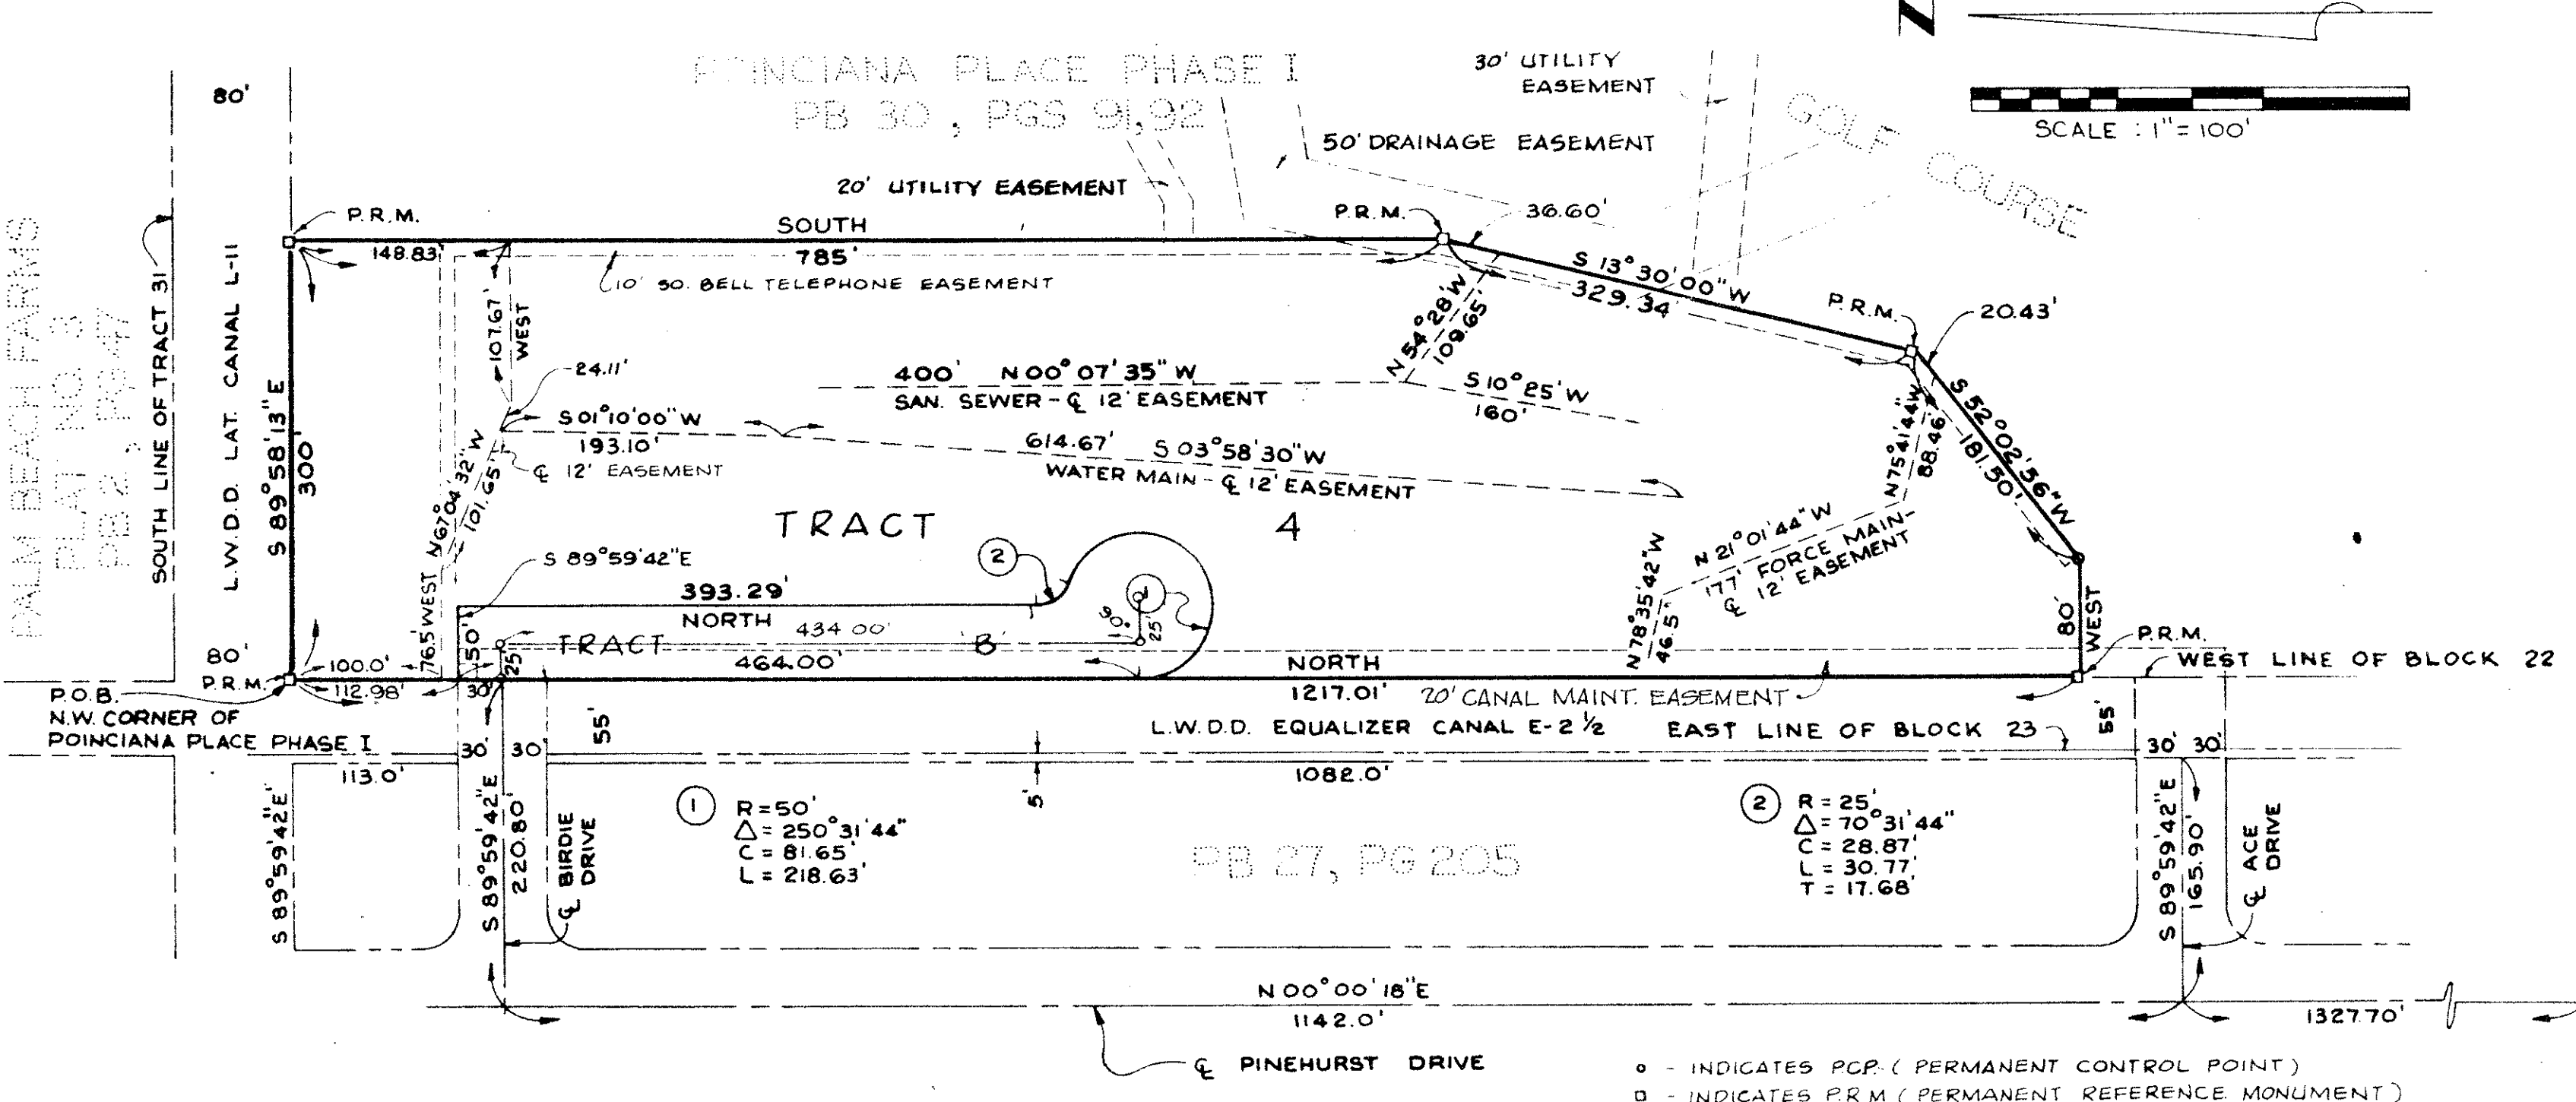 POINCIANA PLACE PHASE I
PB 30, PGS 91,92
30' UTILITY
EASEMENT
GOLF COURSE
N
SCALE : 1"=100'
80'
50' DRAINAGE EASEMENT
20' UTILITY EASEMENT
P.R.M.
SOUTH
785'
148.83'
10' SO. BELL TELEPHONE EASEMENT
P.R.M.
36.60'
S 13°30'00"W
329.34'
P.R.M.
20.43'
PALM BEACH FARMS
PLAT NO. 3
PB 2, PG 47
SOUTH LINE OF TRACT 31
L.W.D.D. LAT. CANAL L-11
S 89°58'13" E
300'
107.67'
WEST
24.11'
400' N 00°07'35" W
SAN. SEWER - ℄ 12' EASEMENT
N 54°28'W
109.65'
S 10°25'W
160'
S 01°10'00"W
193.10'
℄ 12' EASEMENT
614.67' S 03°58'30"W
WATER MAIN - ℄ 12' EASEMENT
N67°04'32"W
101.65'
76.5' WEST
S 52°02'56"W
181.50'
N75°41'44"W
88.46'
N 21°01'44"W
177' FORCE MAIN-
℄ 12' EASEMENT
N 78°35'42"W
46.5'
80'
WEST
TRACT 4
S 89°59'42"E
2
393.29'
NORTH
434.00'
90°
25'
TRACT 'B'
50'
25'
464.00'
80'
P.R.M.
100.0'
112.98'
30'
NORTH
1217.01'
20' CANAL MAINT. EASEMENT
P.R.M.
WEST LINE OF BLOCK 22
P.O.B.
N.W. CORNER OF
POINCIANA PLACE PHASE I
L.W.D.D. EQUALIZER CANAL E-2 ½
EAST LINE OF BLOCK 23
55'
55'
30' 30'
30' 30'
113.0'
5'
1082.0'
S 89°59'42"E
S 89°59'42"E
220.80'
℄ BIRDIE
DRIVE
1
R=50'
Δ= 250°31'44"
C = 81.65'
L = 218.63'
PB 27, PG 205
2
R = 25'
Δ= 70°31'44"
C = 28.87'
L = 30.77'
T = 17.68'
S 89°59'42"E
165.90'
℄ ACE
DRIVE
N 00°00'18"E
1142.0'
1327.70'
℄ PINEHURST DRIVE
- INDICATES P.C.P. ( PERMANENT CONTROL POINT )
- INDICATES P.R.M ( PERMANENT REFERENCE MONUMENT )